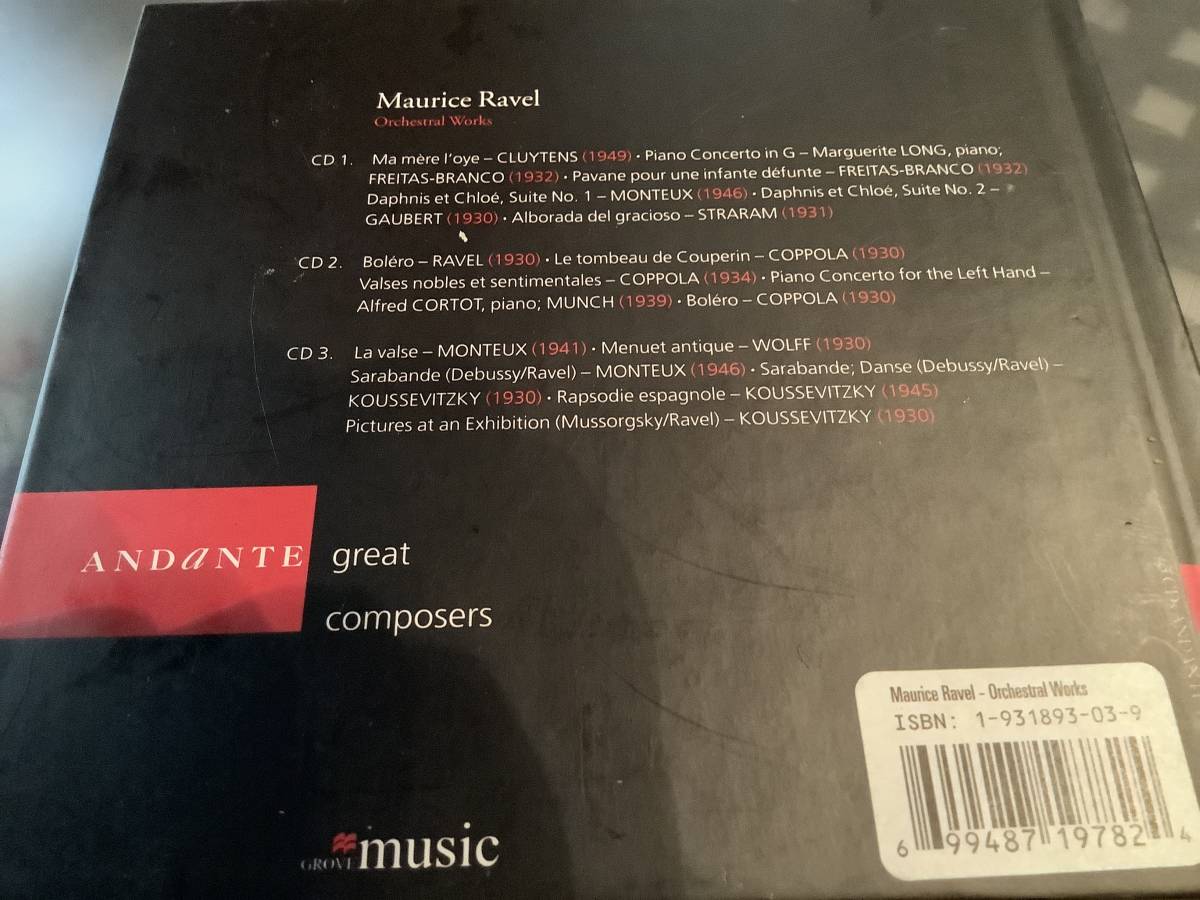 Maurice Ravel
Orchestral Works
CD 1. Ma mère l'oye – CLUYTENS (1949) · Piano Concerto in G – Marguerite LONG, piano;
FREITAS-BRANCO (1932) · Pavane pour une infante défunte – FREITAS-BRANCO (1932)
Daphnis et Chloé, Suite No. 1 – MONTEUX (1946) · Daphnis et Chloé, Suite No. 2 –
GAUBERT (1930) · Alborada del gracioso – STRARAM (1931)
CD 2. Boléro – RAVEL (1930) · Le tombeau de Couperin – COPPOLA (1930)
Valses nobles et sentimentales – COPPOLA (1934) · Piano Concerto for the Left Hand –
Alfred CORTOT, piano; MUNCH (1939) · Boléro – COPPOLA (1930)
CD 3. La valse – MONTEUX (1941) · Menuet antique – WOLFF (1930)
Sarabande (Debussy/Ravel) – MONTEUX (1946) · Sarabande; Danse (Debussy/Ravel) –
KOUSSEVITZKY (1930) · Rapsodie espagnole – KOUSSEVITZKY (1945)
Pictures at an Exhibition (Mussorgsky/Ravel) – KOUSSEVITZKY (1930)
ANDaNTE great
composers
Maurice Ravel - Orchestral Works
ISBN: 1-931893-03-9
6 99487 19782 4
GROVE music